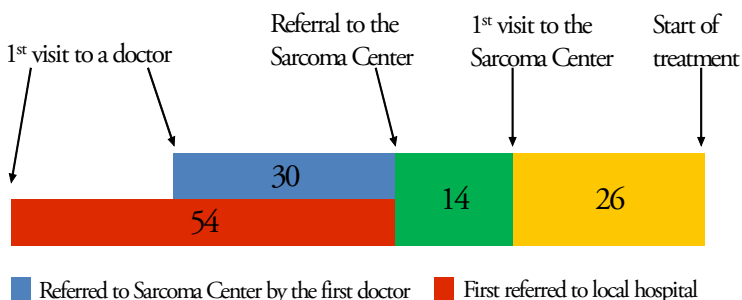 1st visit to a doctor
Referral to the
Sarcoma Center
1st visit to the
Sarcoma Center
Start of
treatment
30
54
14
26
Referred to Sarcoma Center by the first doctor
First referred to local hospital